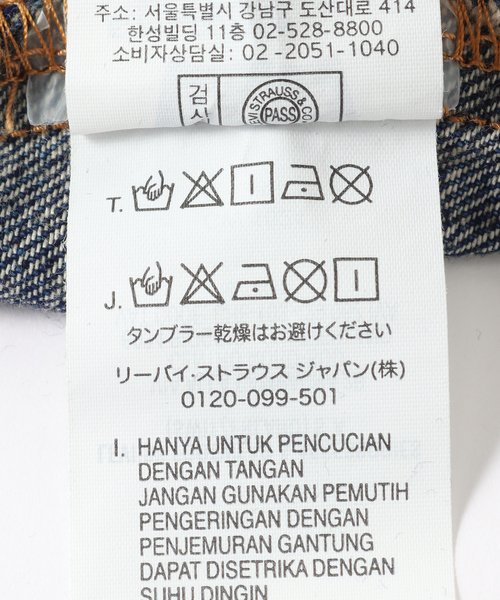 주소: 서울특별시 강남구 도산대로 414
한성빌딩 11층 02-528-8800
소비자상담실: 02-2051-1040
검
LEVI STRAUSS & CO.
PASS
T.
J.
タンブラー乾燥はお避けください
リーバイ・ストラウス ジャパン(株)
0120-099-501
I. HANYA UNTUK PENCUCIAN
DENGAN TANGAN
JANGAN GUNAKAN PEMUTIH
PENGERINGAN DENGAN
PENJEMURAN GANTUNG
DAPAT DISETRIKA DENGAN
SUHU DINGIN